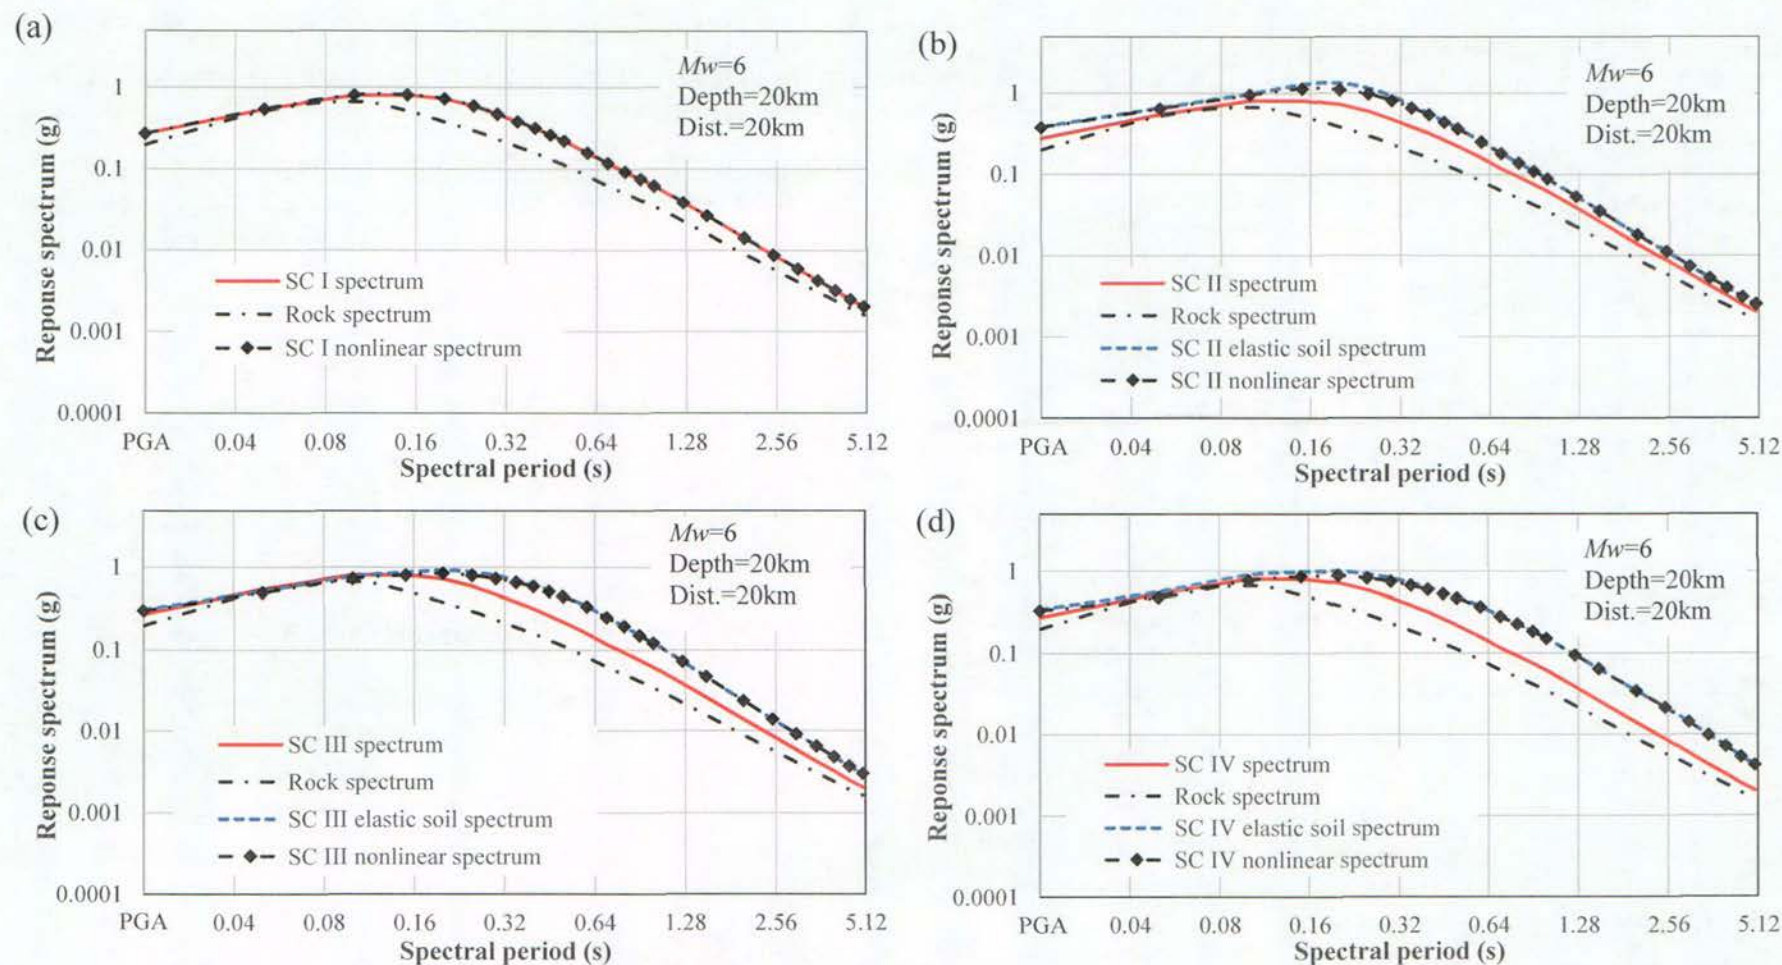 (a)
Mw=6
Depth=20km
Dist.=20km
Reponse spectrum (g)
1
0.1
0.01
0.001
0.0001
SC I spectrum
Rock spectrum
SC I nonlinear spectrum
PGA 0.04 0.08 0.16 0.32 0.64 1.28 2.56 5.12
Spectral period (s)
(b)
Mw=6
Depth=20km
Dist.=20km
Reponse spectrum (g)
1
0.1
0.01
0.001
0.0001
SC II spectrum
Rock spectrum
SC II elastic soil spectrum
SC II nonlinear spectrum
PGA 0.04 0.08 0.16 0.32 0.64 1.28 2.56 5.12
Spectral period (s)
(c)
Mw=6
Depth=20km
Dist.=20km
Reponse spectrum (g)
1
0.1
0.01
0.001
0.0001
SC III spectrum
Rock spectrum
SC III elastic soil spectrum
SC III nonlinear spectrum
PGA 0.04 0.08 0.16 0.32 0.64 1.28 2.56 5.12
Spectral period (s)
(d)
Mw=6
Depth=20km
Dist.=20km
Reponse spectrum (g)
1
0.1
0.01
0.001
0.0001
SC IV spectrum
Rock spectrum
SC IV elastic soil spectrum
SC IV nonlinear spectrum
PGA 0.04 0.08 0.16 0.32 0.64 1.28 2.56 5.12
Spectral period (s)